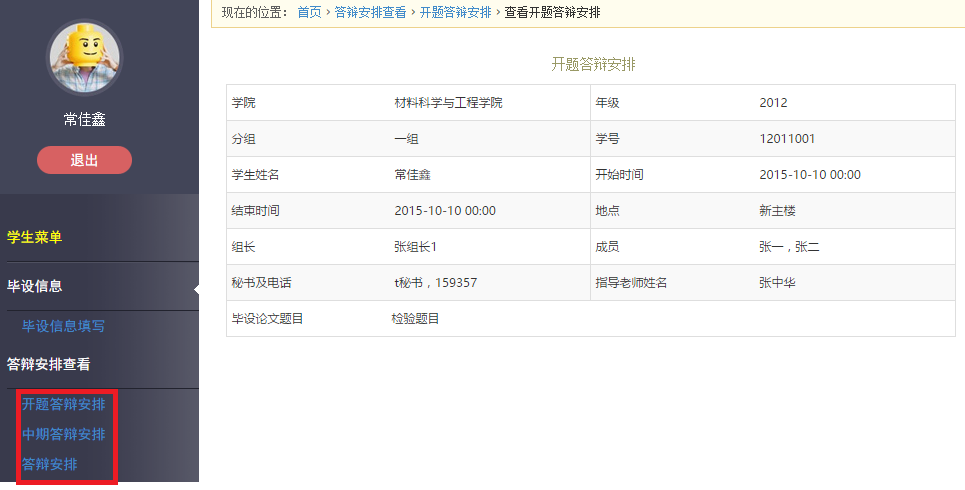 现在的位置： 首页 › 答辩安排查看 › 开题答辩安排 › 查看开题答辩安排
常佳鑫
退出
学生菜单
毕设信息
毕设信息填写
答辩安排查看
开题答辩安排
中期答辩安排
答辩安排
开题答辩安排
学院 材料科学与工程学院 年级 2012
分组 一组 学号 12011001
学生姓名 常佳鑫 开始时间 2015-10-10 00:00
结束时间 2015-10-10 00:00 地点 新主楼
组长 张组长1 成员 张一，张二
秘书及电话 t秘书，159357 指导老师姓名 张中华
毕设论文题目 检验题目